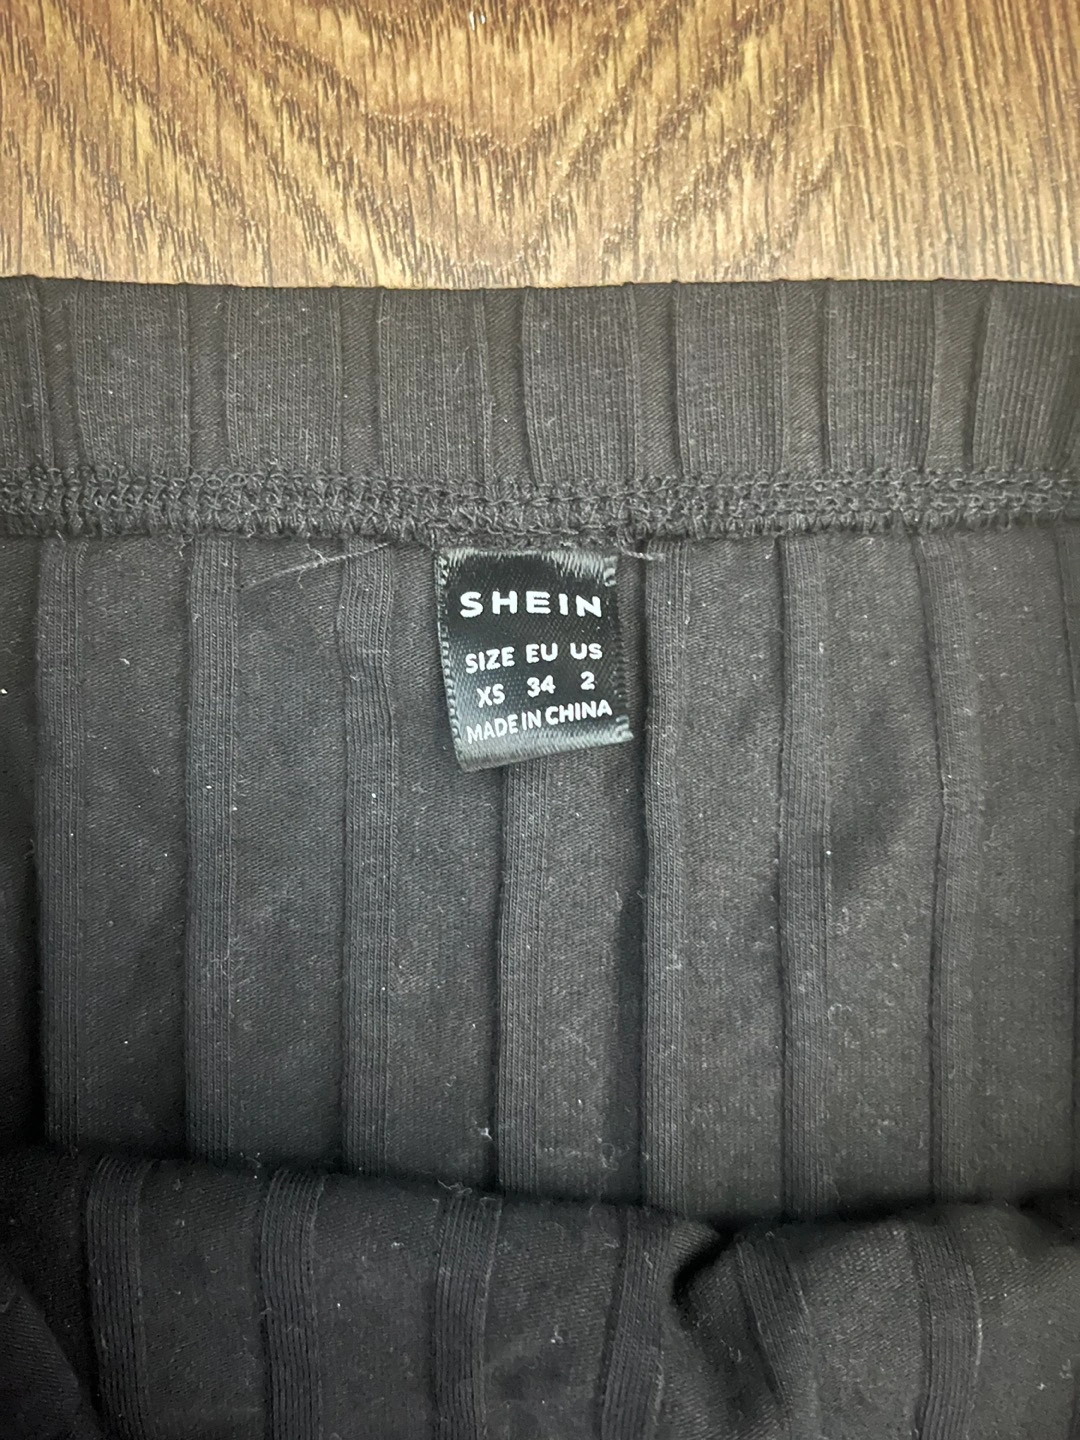 SHEIN
SIZE EU US
XS 34 2
MADE IN CHINA